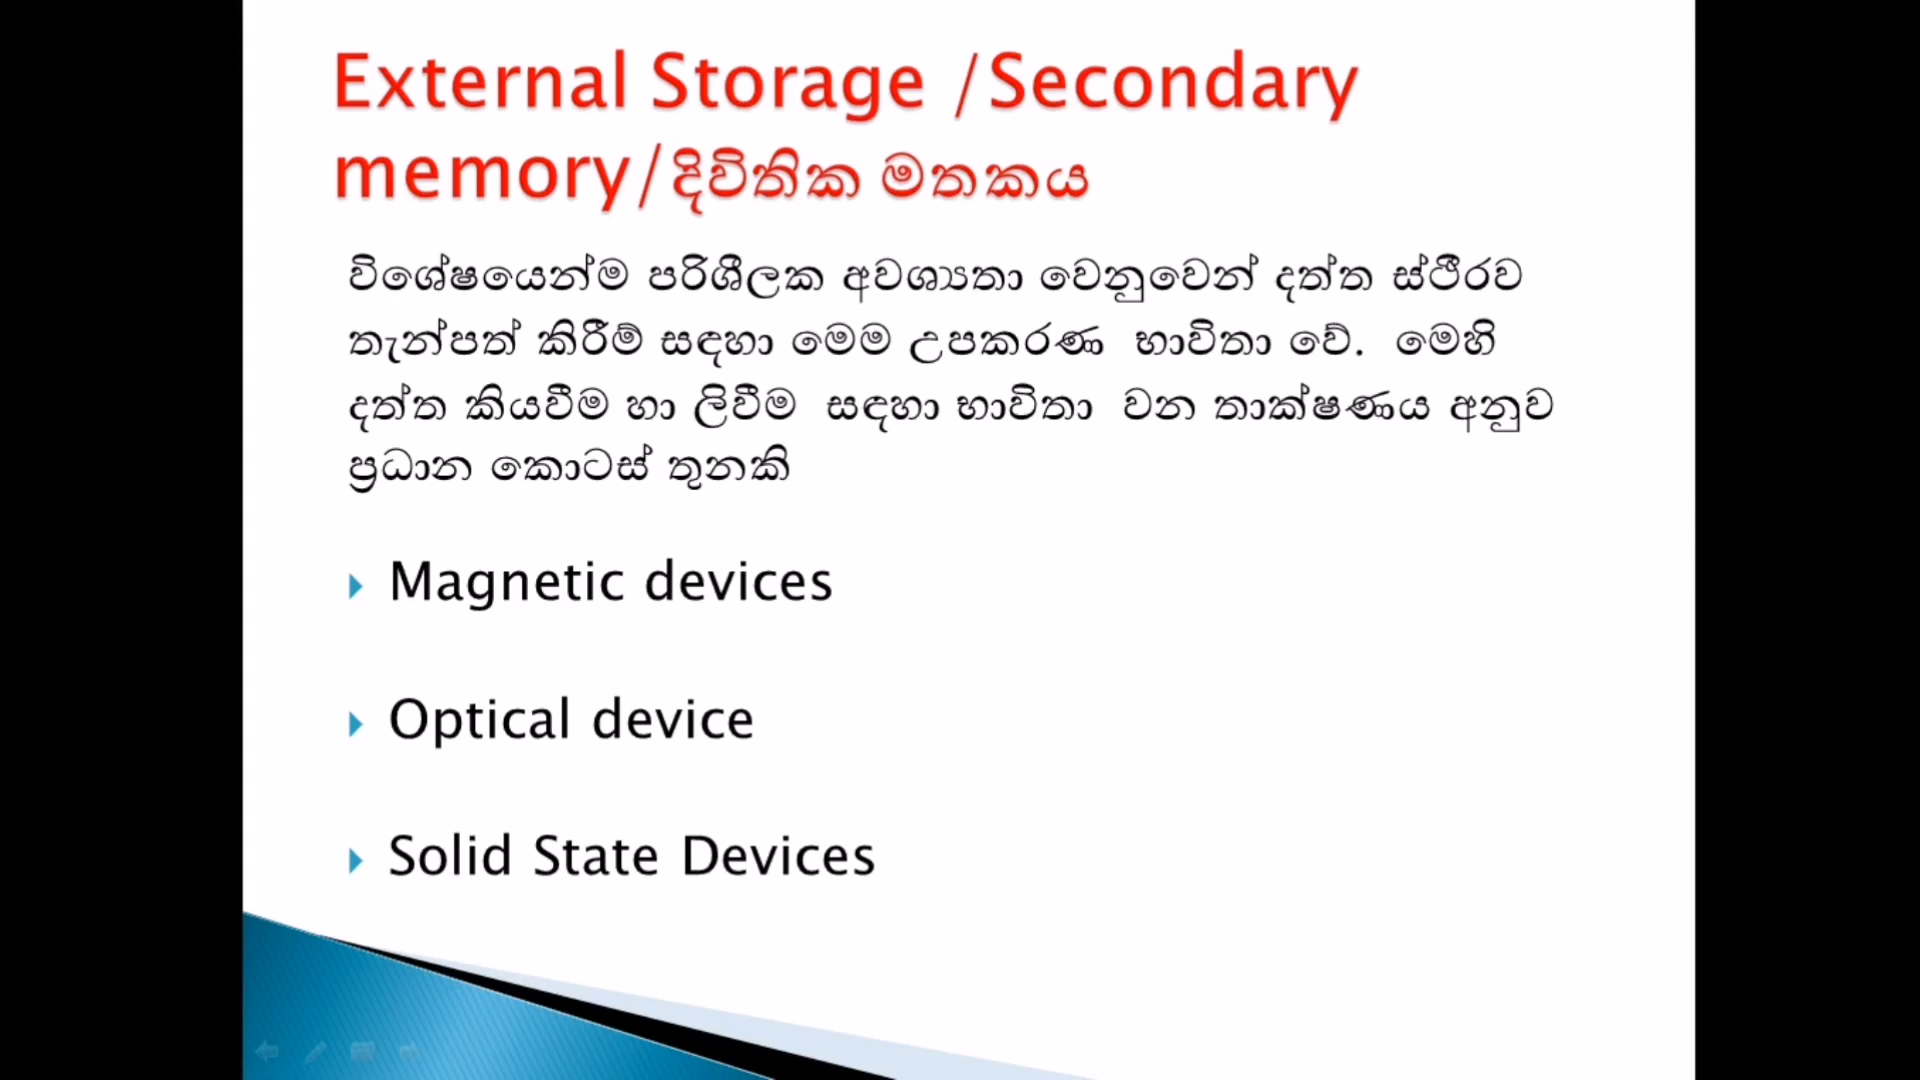 External Storage /Secondary
memory/ද්විතික මතකය
විශේෂයෙන්ම පරිශීලක අවශ්‍යතා වෙනුවෙන් දත්ත ස්ථීරව
තැන්පත් කිරීම් සඳහා මෙම උපකරණ භාවිතා වේ. මෙහි
දත්ත කියවීම හා ලිවීම සඳහා භාවිතා වන තාක්ෂණය අනුව
ප්‍රධාන කොටස් තුනකි
Magnetic devices
Optical device
Solid State Devices